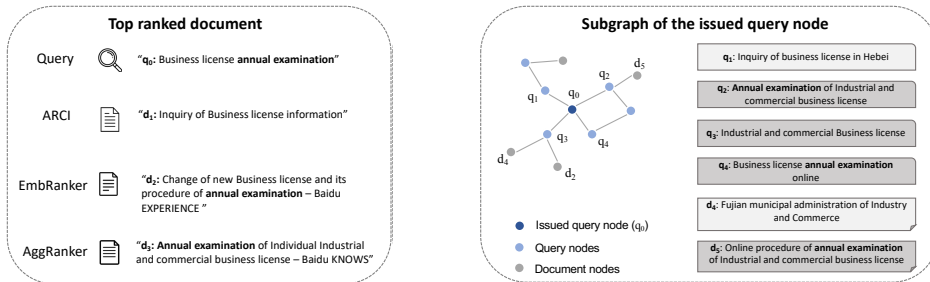 Top ranked document
Query
"q0: Business license annual examination"
ARCI
"d1: Inquiry of Business license information"
EmbRanker
"d2: Change of new Business license and its
procedure of annual examination – Baidu
EXPERIENCE "
AggRanker
"d3: Annual examination of Individual Industrial
and commercial business license – Baidu KNOWS"
Subgraph of the issued query node
d5
q2
q0
q1
q3
q4
d4
d2
Issued query node (q0)
Query nodes
Document nodes
q1: Inquiry of business license in Hebei
q2: Annual examination of Industrial and
commercial business license
q3: Industrial and commercial Business license
q4: Business license annual examination
online
d4: Fujian municipal administration of Industry
and Commerce
d5: Online procedure of annual examination
of Industrial and commercial business license